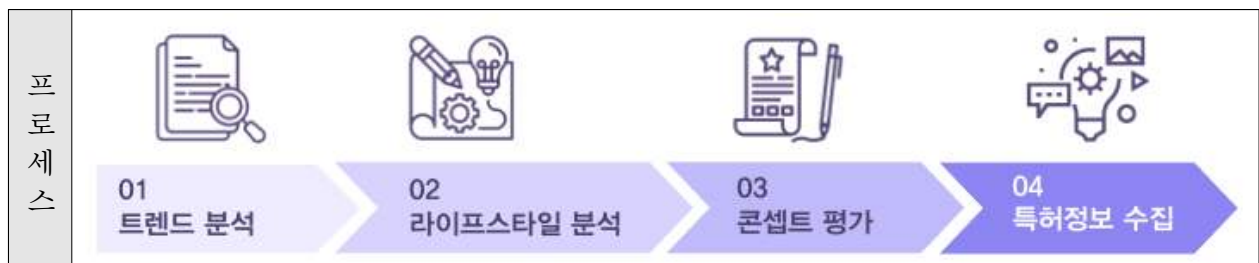 프로세스
01
트렌드 분석
02
라이프스타일 분석
03
콘셉트 평가
04
특허정보 수집